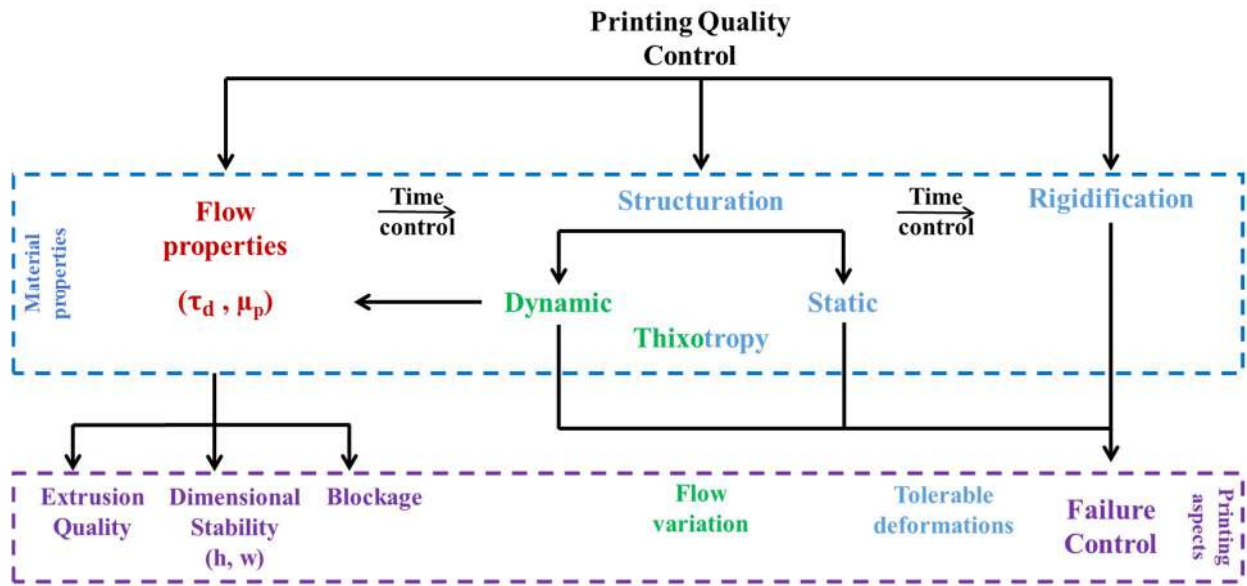 Printing Quality
Control
Time
control
Structuration
Time
control
Rigidification
Flow
properties
Material
properties
(τd , μp)
Dynamic
Static
Thixotropy
Extrusion
Quality
Dimensional
Stability
(h, w)
Blockage
Flow
variation
Tolerable
deformations
Failure
Control
Printing
aspects